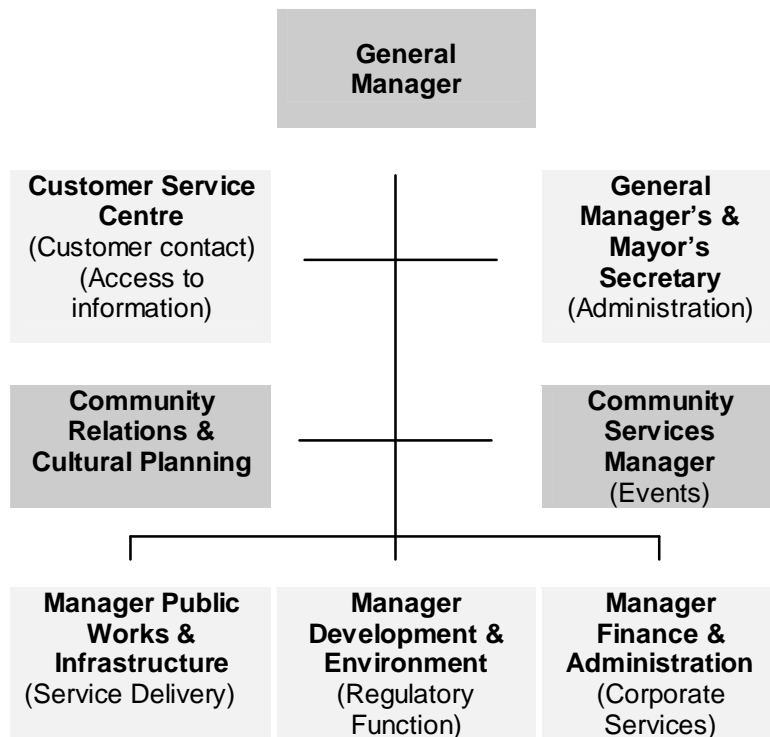 General
Manager
Customer Service
Centre
(Customer contact)
(Access to
information)
General
Manager’s &
Mayor’s
Secretary
(Administration)
Community
Relations &
Cultural Planning
Community
Services
Manager
(Events)
Manager Public
Works &
Infrastructure
(Service Delivery)
Manager
Development &
Environment
(Regulatory
Function)
Manager
Finance &
Administration
(Corporate
Services)